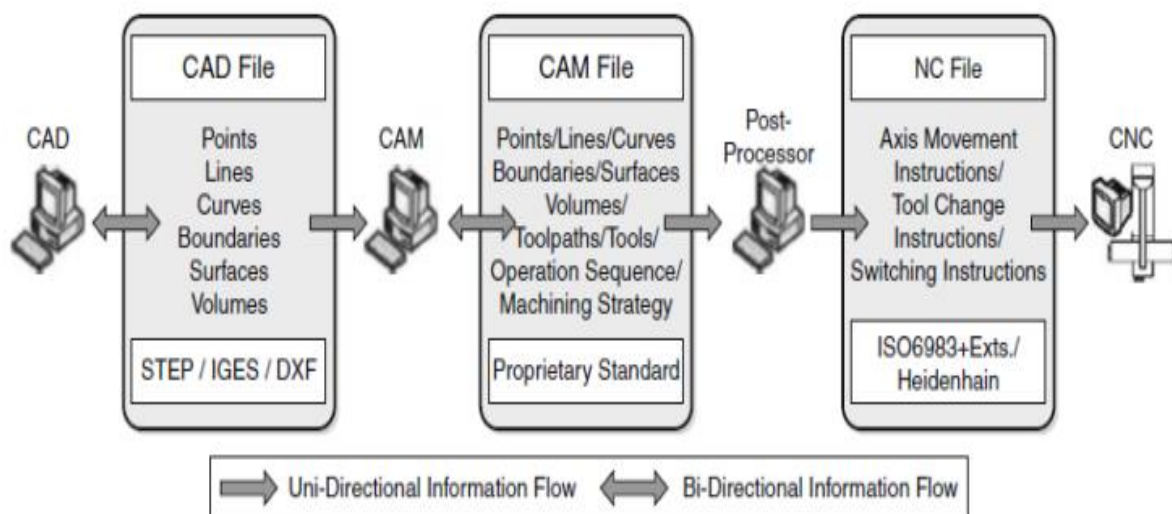 CAD
CAD File
Points
Lines
Curves
Boundaries
Surfaces
Volumes
STEP / IGES / DXF
CAM
CAM File
Points/Lines/Curves
Boundaries/Surfaces
Volumes/
Toolpaths/Tools/
Operation Sequence/
Machining Strategy
Proprietary Standard
Post-
Processor
NC File
Axis Movement
Instructions/
Tool Change
Instructions/
Switching Instructions
ISO6983+Exts./
Heidenhain
CNC
Uni-Directional Information Flow
Bi-Directional Information Flow